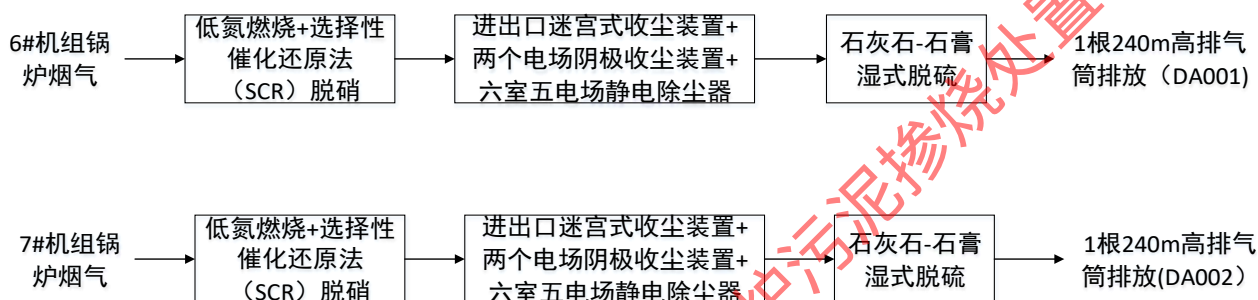 6#机组锅
炉烟气
低氮燃烧+选择性
催化还原法
（SCR）脱硝
进出口迷宫式收尘装置+
两个电场阴极收尘装置+
六室五电场静电除尘器
石灰石-石膏
湿式脱硫
1根240m高排气
筒排放（DA001)
7#机组锅
炉烟气
低氮燃烧+选择性
催化还原法
（SCR）脱硝
进出口迷宫式收尘装置+
两个电场阴极收尘装置+
六室五电场静电除尘器
石灰石-石膏
湿式脱硫
1根240m高排气
筒排放(DA002）
炉污泥掺烧处置